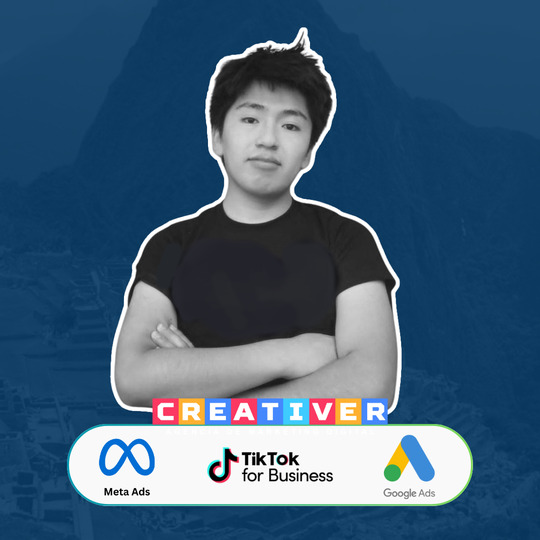 CREATIVER
Meta Ads
TikTok
for Business
Google Ads